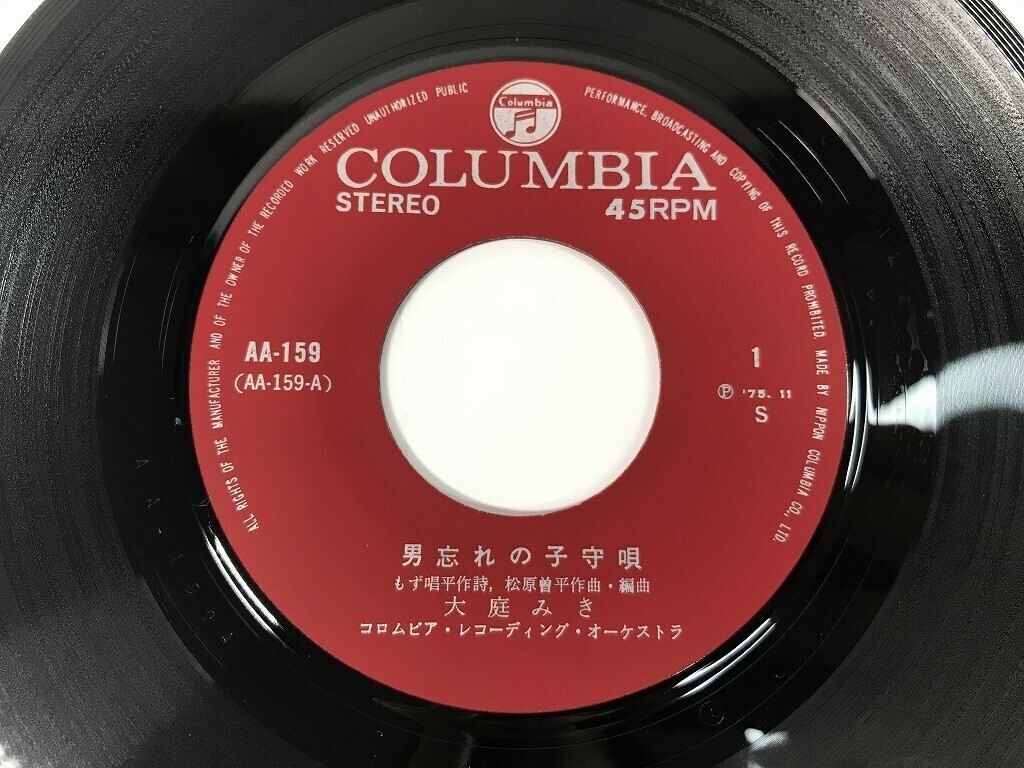 Columbia
COLUMBIA
STEREO
45RPM
AA-159
(AA-159-A)
1
Ⓟ '75. 11
S
男忘れの子守唄
もず唱平作詩, 松原曽平作曲・編曲
大庭みき
コロムビア・レコーディング・オーケストラ
ALL RIGHTS OF THE MANUFACTURER AND OF THE OWNER OF THE RECORDED WORK RESERVED UNAUTHORIZED PUBLIC PERFORMANCE, BROADCASTING AND COPYING OF THIS RECORD PROHIBITED. MADE BY NIPPON COLUMBIA CO., LTD.